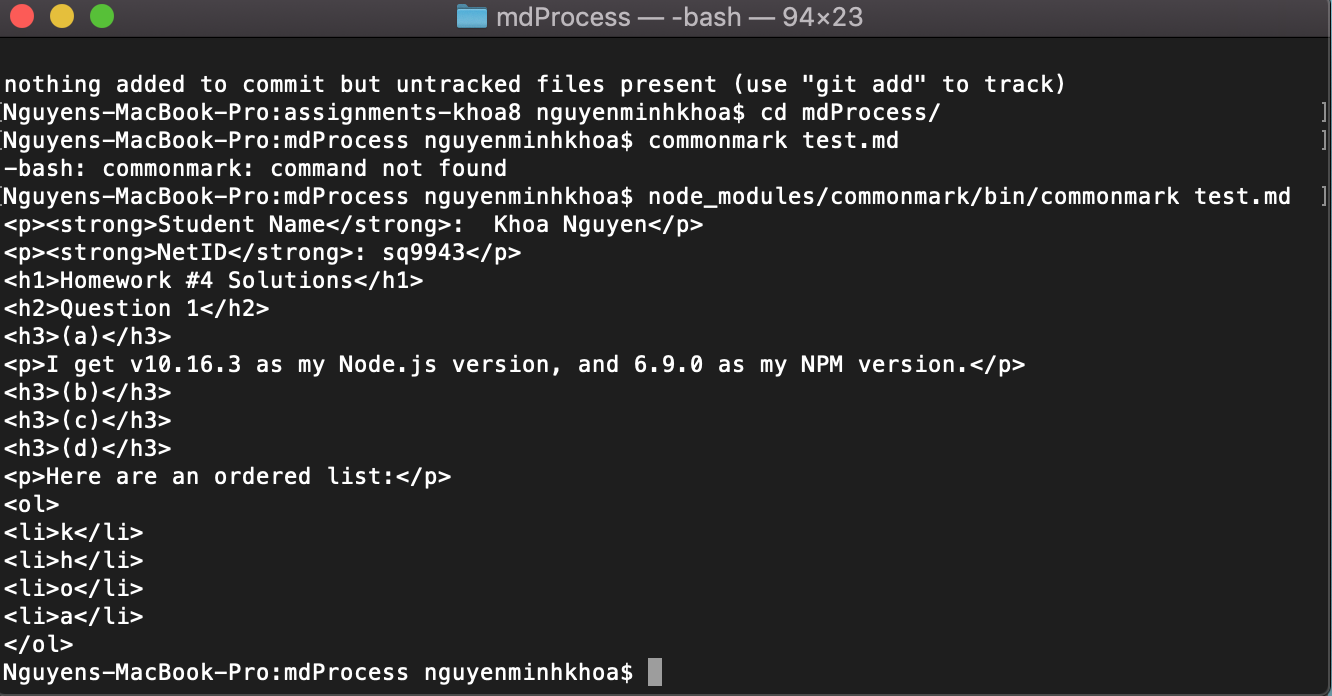 mdProcess — -bash — 94×23
nothing added to commit but untracked files present (use "git add" to track)
[Nguyens-MacBook-Pro:assignments-khoa8 nguyenminhkhoa$ cd mdProcess/ ]
[Nguyens-MacBook-Pro:mdProcess nguyenminhkhoa$ commonmark test.md ]
-bash: commonmark: command not found
[Nguyens-MacBook-Pro:mdProcess nguyenminhkhoa$ node_modules/commonmark/bin/commonmark test.md ]
<p><strong>Student Name</strong>:  Khoa Nguyen</p>
<p><strong>NetID</strong>: sq9943</p>
<h1>Homework #4 Solutions</h1>
<h2>Question 1</h2>
<h3>(a)</h3>
<p>I get v10.16.3 as my Node.js version, and 6.9.0 as my NPM version.</p>
<h3>(b)</h3>
<h3>(c)</h3>
<h3>(d)</h3>
<p>Here are an ordered list:</p>
<ol>
<li>k</li>
<li>h</li>
<li>o</li>
<li>a</li>
</ol>
Nguyens-MacBook-Pro:mdProcess nguyenminhkhoa$